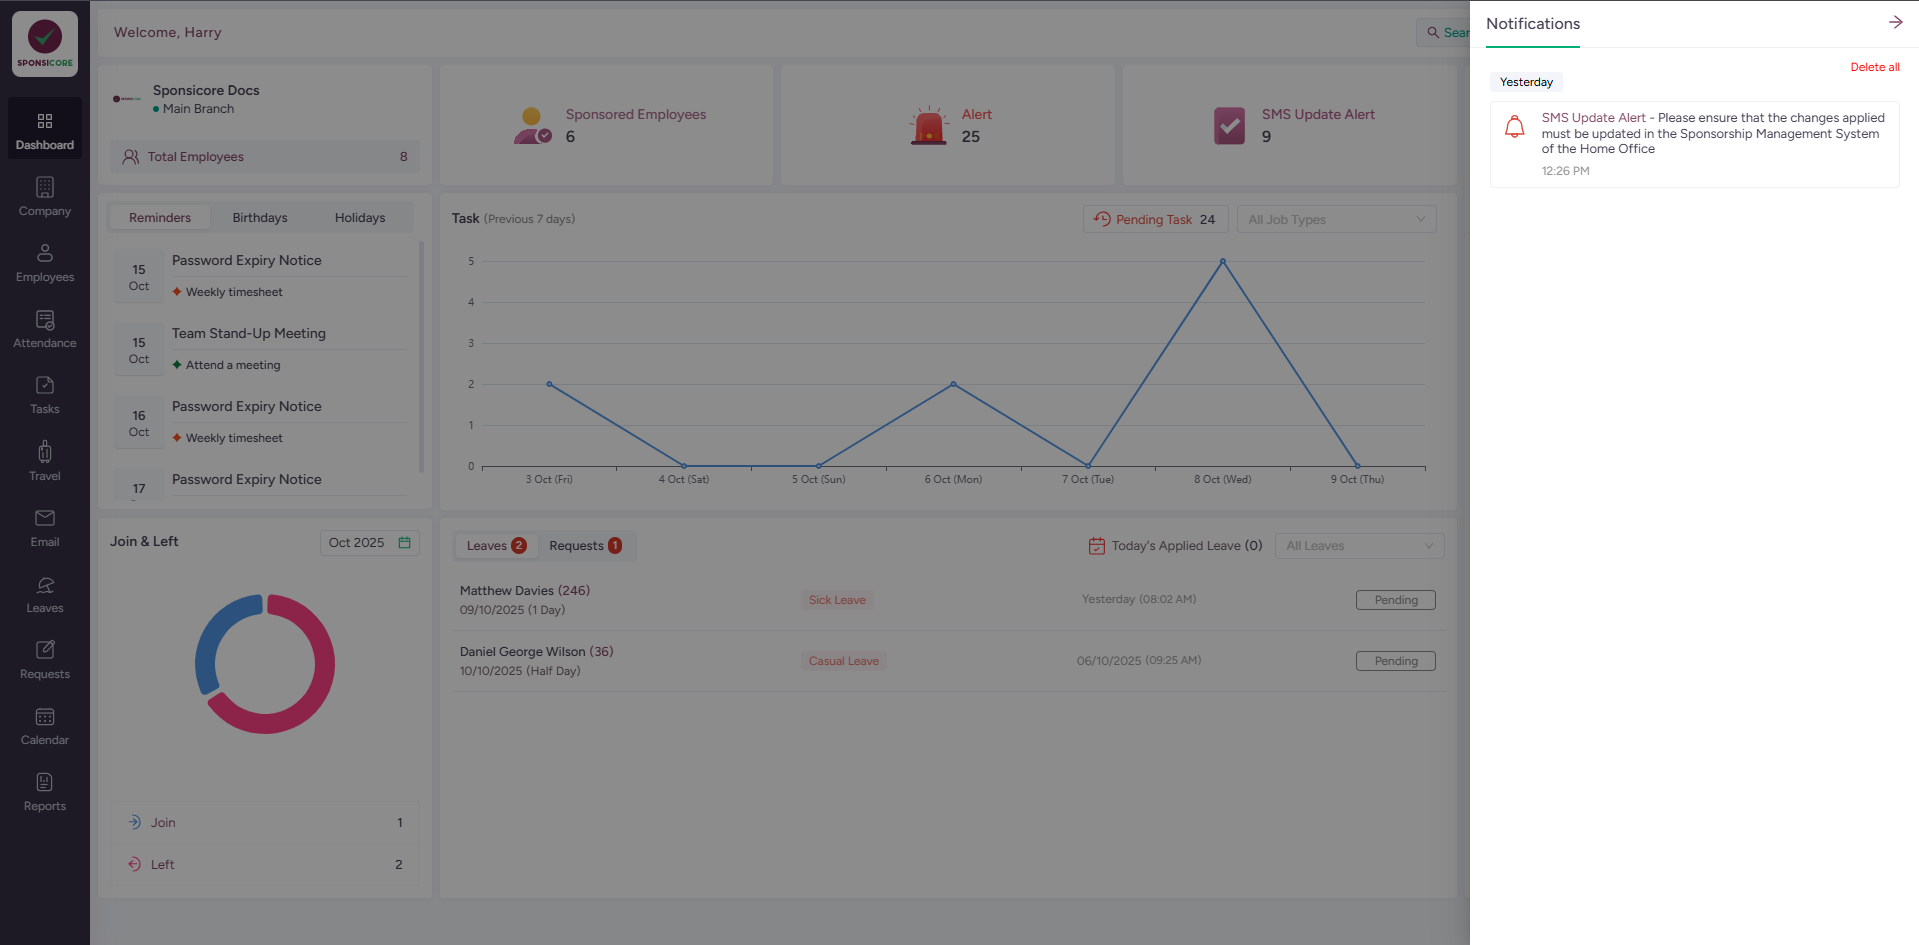 SPONSICORE
Dashboard
Company
Employees
Attendance
Tasks
Travel
Email
Leaves
Requests
Calendar
Reports
Welcome, Harry
Sponsicore Docs
Main Branch
Total Employees 8
Sponsored Employees
6
Alert
25
SMS Update Alert
9
Reminders Birthdays Holidays
15
Oct
Password Expiry Notice
Weekly timesheet
15
Oct
Team Stand-Up Meeting
Attend a meeting
16
Oct
Password Expiry Notice
Weekly timesheet
17
Password Expiry Notice
Task (Previous 7 days)
Pending Task 24
All Job Types
5
4
3
2
1
0
3 Oct (Fri) 4 Oct (Sat) 5 Oct (Sun) 6 Oct (Mon) 7 Oct (Tue) 8 Oct (Wed) 9 Oct (Thu)
Join & Left
Oct 2025
Join 1
Left 2
Leaves 2 Requests 1
Today's Applied Leave (0)
All Leaves
Matthew Davies (246)
09/10/2025 (1 Day)
Sick Leave
Yesterday (08:02 AM)
Pending
Daniel George Wilson (36)
10/10/2025 (Half Day)
Casual Leave
06/10/2025 (09:25 AM)
Pending
Notifications
Delete all
Yesterday
SMS Update Alert - Please ensure that the changes applied
must be updated in the Sponsorship Management System
of the Home Office
12:26 PM